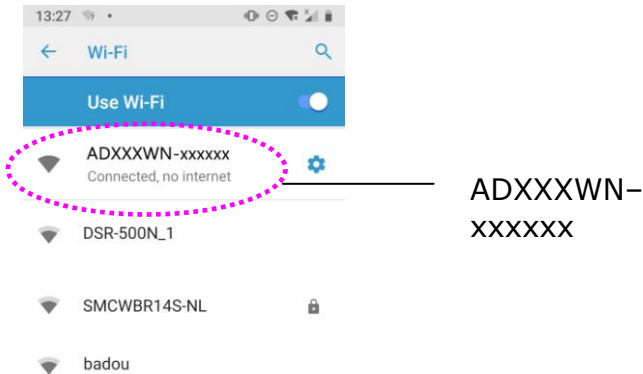 13:27
Wi-Fi
Use Wi-Fi
ADXXXWN-xxxxxx
Connected, no internet
ADXXXWN–
xxxxxx
DSR-500N_1
SMCWBR14S-NL
badou